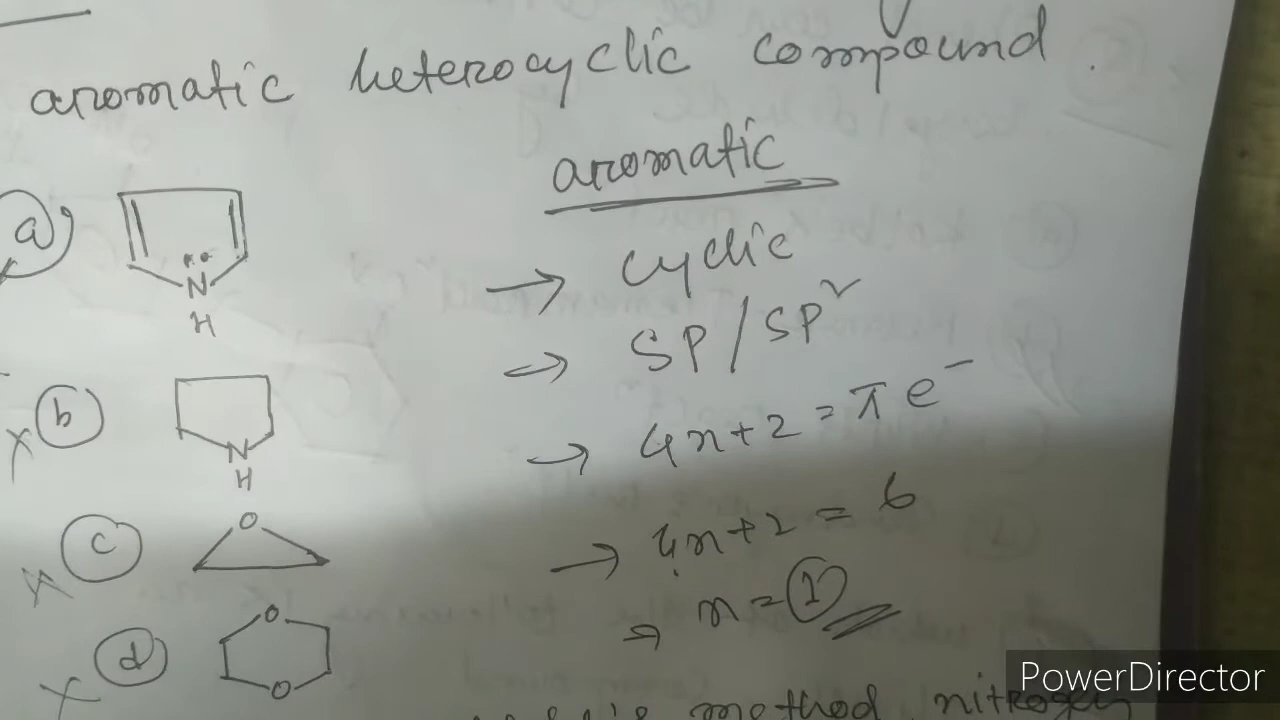 aromatic heterocyclic compound.
aromatic
a)
N
H
→ cyclic
→ SP/SP²
b
N
H
→ 4n+2 = π e⁻
c
O
→ 4n+2 = 6
→ n = 1
d
O
O
method, nitrogen
PowerDirector